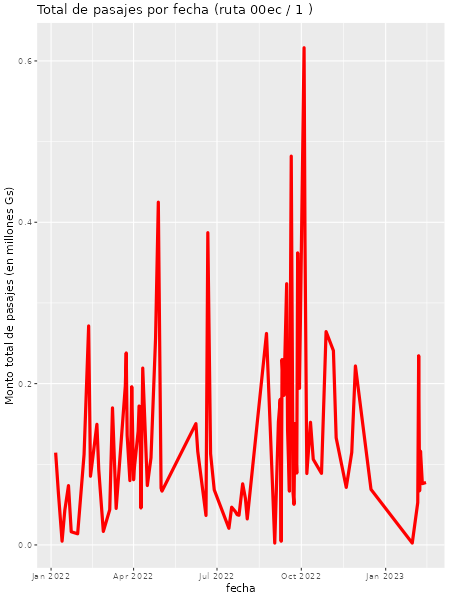 Total de pasajes por fecha (ruta 00ec / 1 )
Monto total de pasajes (en millones Gs)
0.6
0.4
0.2
0.0
Jan 2022 Apr 2022 Jul 2022 Oct 2022 Jan 2023
fecha